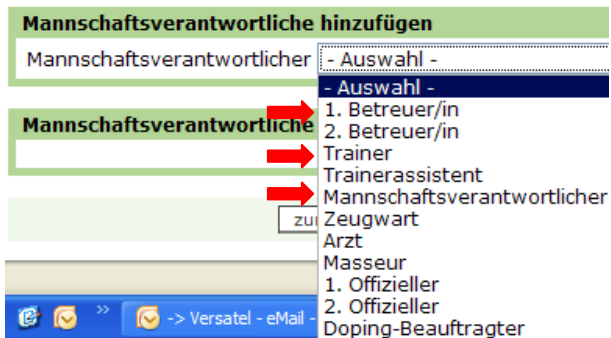 Mannschaftsverantwortliche hinzufügen
Mannschaftsverantwortlicher - Auswahl -
- Auswahl -
1. Betreuer/in
2. Betreuer/in
Trainer
Trainerassistent
Mannschaftsverantwortlicher
Zeugwart
Arzt
Masseur
1. Offizieller
2. Offizieller
Doping-Beauftragter
Mannschaftsverantwortliche
-> Versatel - eMail -